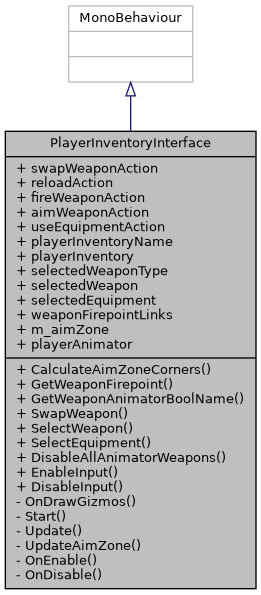 MonoBehaviour
PlayerInventoryInterface
+ swapWeaponAction
+ reloadAction
+ fireWeaponAction
+ aimWeaponAction
+ useEquipmentAction
+ playerInventoryName
+ playerInventory
+ selectedWeaponType
+ selectedWeapon
+ selectedEquipment
+ weaponFirepointLinks
+ m_aimZone
+ playerAnimator
+ CalculateAimZoneCorners()
+ GetWeaponFirepoint()
+ GetWeaponAnimatorBoolName()
+ SwapWeapon()
+ SelectWeapon()
+ SelectEquipment()
+ DisableAllAnimatorWeapons()
+ EnableInput()
+ DisableInput()
- OnDrawGizmos()
- Start()
- Update()
- UpdateAimZone()
- OnEnable()
- OnDisable()